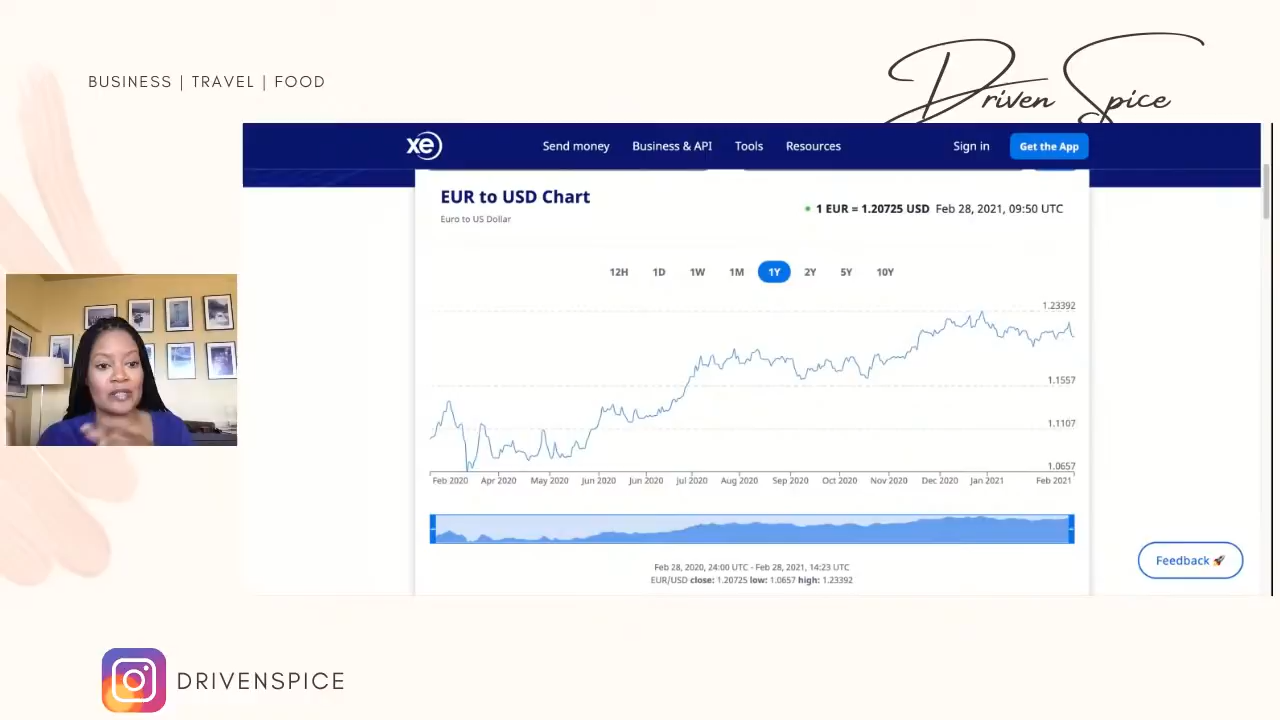 BUSINESS | TRAVEL | FOOD
Driven Spice
xe
Send money Business & API Tools Resources Sign in Get the App
EUR to USD Chart
Euro to US Dollar
1 EUR = 1.20725 USD Feb 28, 2021, 09:50 UTC
12H 1D 1W 1M 1Y 2Y 5Y 10Y
1.23392
1.1557
1.1107
1.0657
Feb 2020 Apr 2020 May 2020 Jun 2020 Jun 2020 Jul 2020 Aug 2020 Sep 2020 Oct 2020 Nov 2020 Dec 2020 Jan 2021 Feb 2021
Feb 28, 2020, 24:00 UTC - Feb 28, 2021, 14:23 UTC
EUR/USD close: 1.20725 low: 1.0657 high: 1.23392
Feedback 🚀
DRIVENSPICE